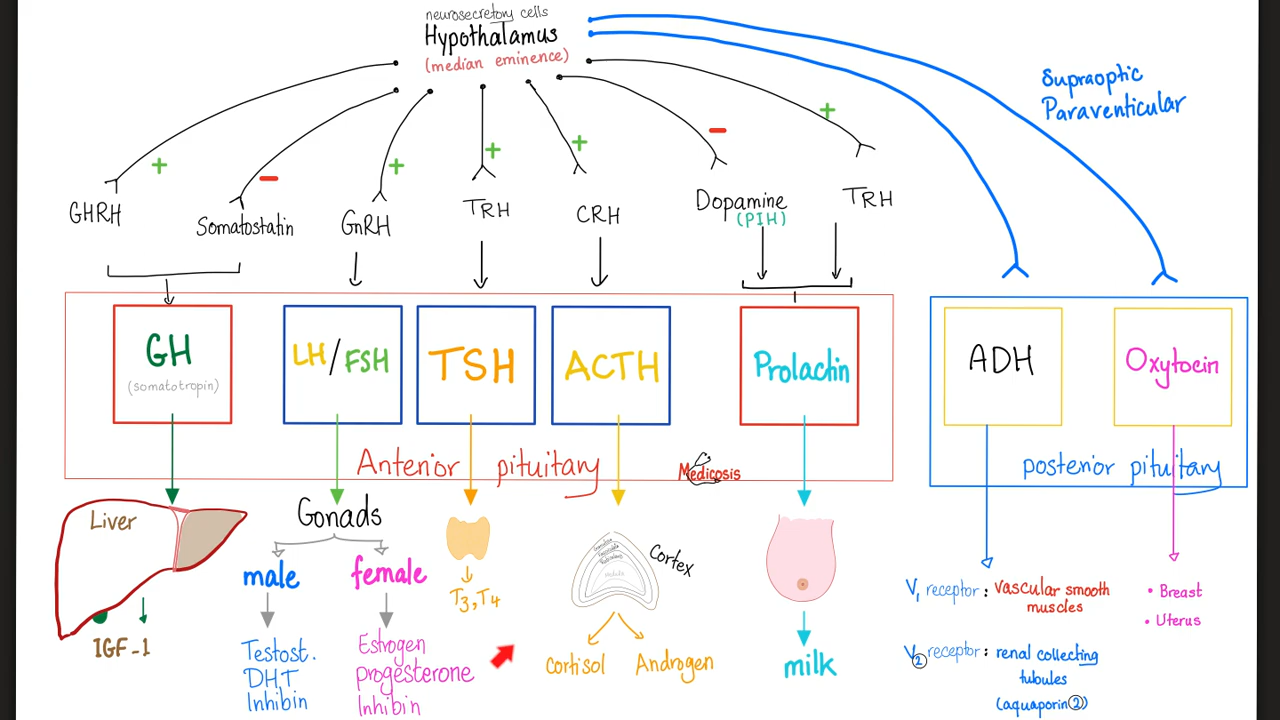 neurosecretory cells
Hypothalamus
(median eminence)
Supraoptic
Paraventicular
+
−
+
+
+
−
+
GHRH
Somatostatin
GnRH
TRH
CRH
Dopamine
(PIH)
TRH
GH
(somatotropin)
LH/FSH
TSH
ACTH
Prolactin
ADH
Oxytocin
Anterior pituitary
Medicosis
posterior pituitary
Liver
IGF-1
Gonads
male
female
Testost.
DHT
Inhibin
Estrogen
progesterone
Inhibin
T3, T4
Cortex
medulla
Cortisol
Androgen
milk
V1 receptor : vascular smooth
muscles
V2 receptor : renal collecting
tubules
(aquaporin 2)
• Breast
• Uterus